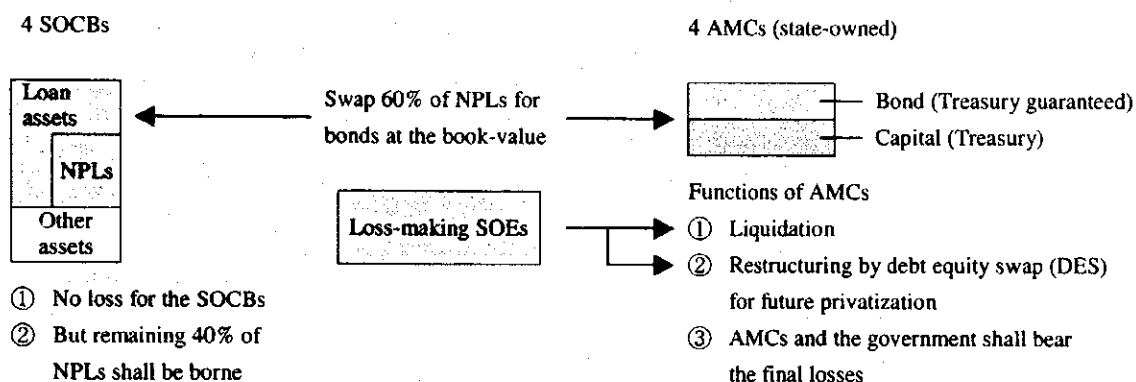 4 SOCBs
Loan
assets
NPLs
Other
assets
① No loss for the SOCBs
② But remaining 40% of
NPLs shall be borne
Swap 60% of NPLs for
bonds at the book-value
Loss-making SOEs
4 AMCs (state-owned)
Bond (Treasury guaranteed)
Capital (Treasury)
Functions of AMCs
① Liquidation
② Restructuring by debt equity swap (DES)
for future privatization
③ AMCs and the government shall bear
the final losses